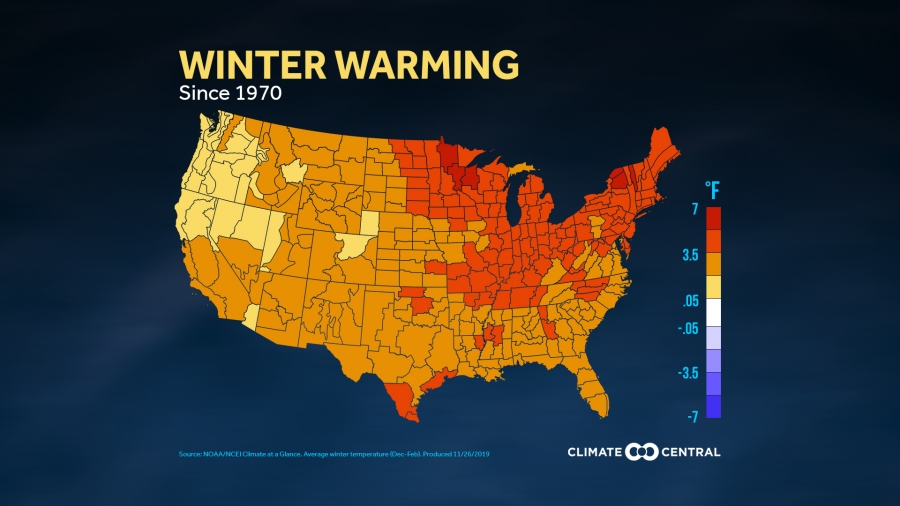 WINTER WARMING
Since 1970
°F
7
3.5
.05
-.05
-3.5
-7
Source: NOAA/NCEI Climate at a Glance. Average winter temperature (Dec-Feb). Produced 11/26/2019
CLIMATE CENTRAL